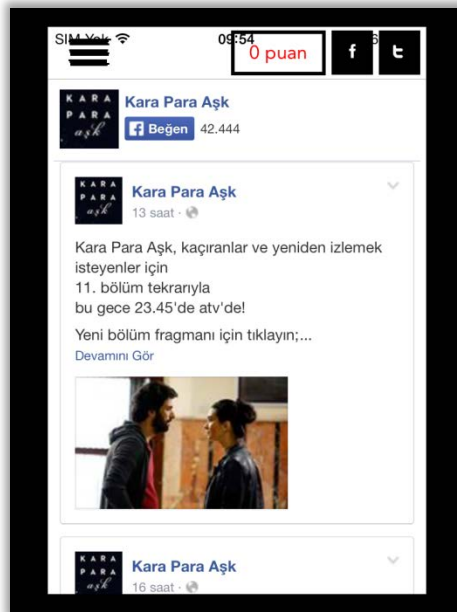 SIM Yok
09:54
0 puan
f
t
KARA
PARA
aşk
Kara Para Aşk
f Beğen 42.444
KARA
PARA
aşk
Kara Para Aşk
13 saat ·
Kara Para Aşk, kaçıranlar ve yeniden izlemek
isteyenler için
11. bölüm tekrarıyla
bu gece 23.45'de atv'de!
Yeni bölüm fragmanı için tıklayın;...
Devamını Gör
KARA
PARA
aşk
Kara Para Aşk
16 saat ·